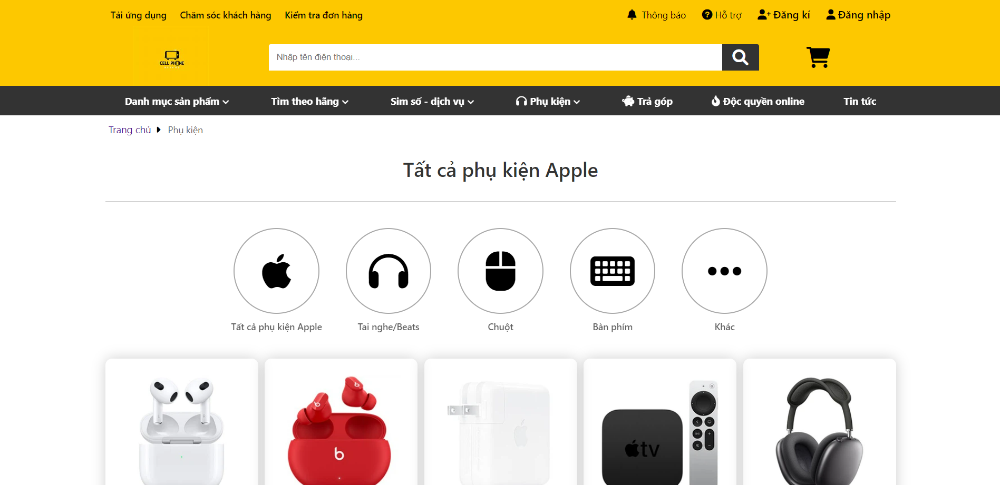 Tải ứng dụng Chăm sóc khách hàng Kiểm tra đơn hàng Thông báo Hỗ trợ Đăng kí Đăng nhập
CELL PHONE
Nhập tên điện thoại...
Danh mục sản phẩm Tìm theo hãng Sim số - dịch vụ Phụ kiện Trả góp Độc quyền online Tin tức
Trang chủ Phụ kiện
Tất cả phụ kiện Apple
Tất cả phụ kiện Apple Tai nghe/Beats Chuột Bàn phím Khác
tv